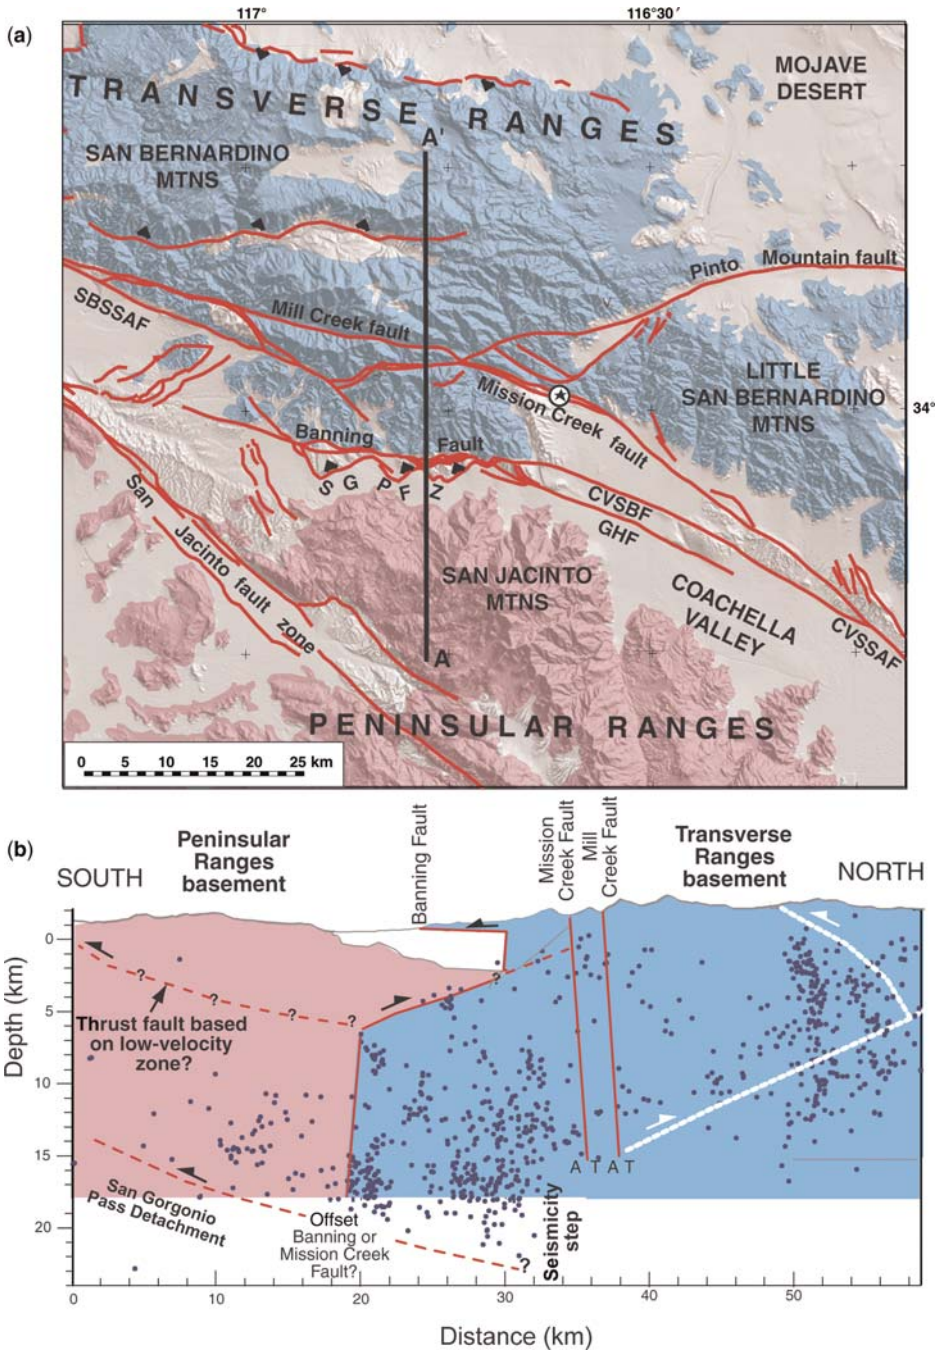 117°
116°30′
(a)
MOJAVE
DESERT
TRANSVERSE RANGES
A'
SAN BERNARDINO
MTNS
Pinto Mountain fault
SBSSAF
Mill Creek fault
LITTLE
SAN BERNARDINO
MTNS
34°
Mission Creek fault
Banning Fault
S G P F Z
CVSBF
GHF
San Jacinto fault zone
SAN JACINTO
MTNS
COACHELLA
VALLEY
CVSSAF
A
PENINSULAR RANGES
0 5 10 15 20 25 km
(b)
Peninsular
Ranges
basement
Banning Fault
Mission
Creek Fault
Mill
Creek Fault
Transverse
Ranges
basement
SOUTH
NORTH
0
5
10
15
20
Depth (km)
?
?
?
?
?
Thrust fault based
on low-velocity
zone?
A T A T
San Gorgonio
Pass Detachment
Offset
Banning or
Mission Creek
Fault?
?
Seismicity
step
0 10 20 30 40 50
Distance (km)